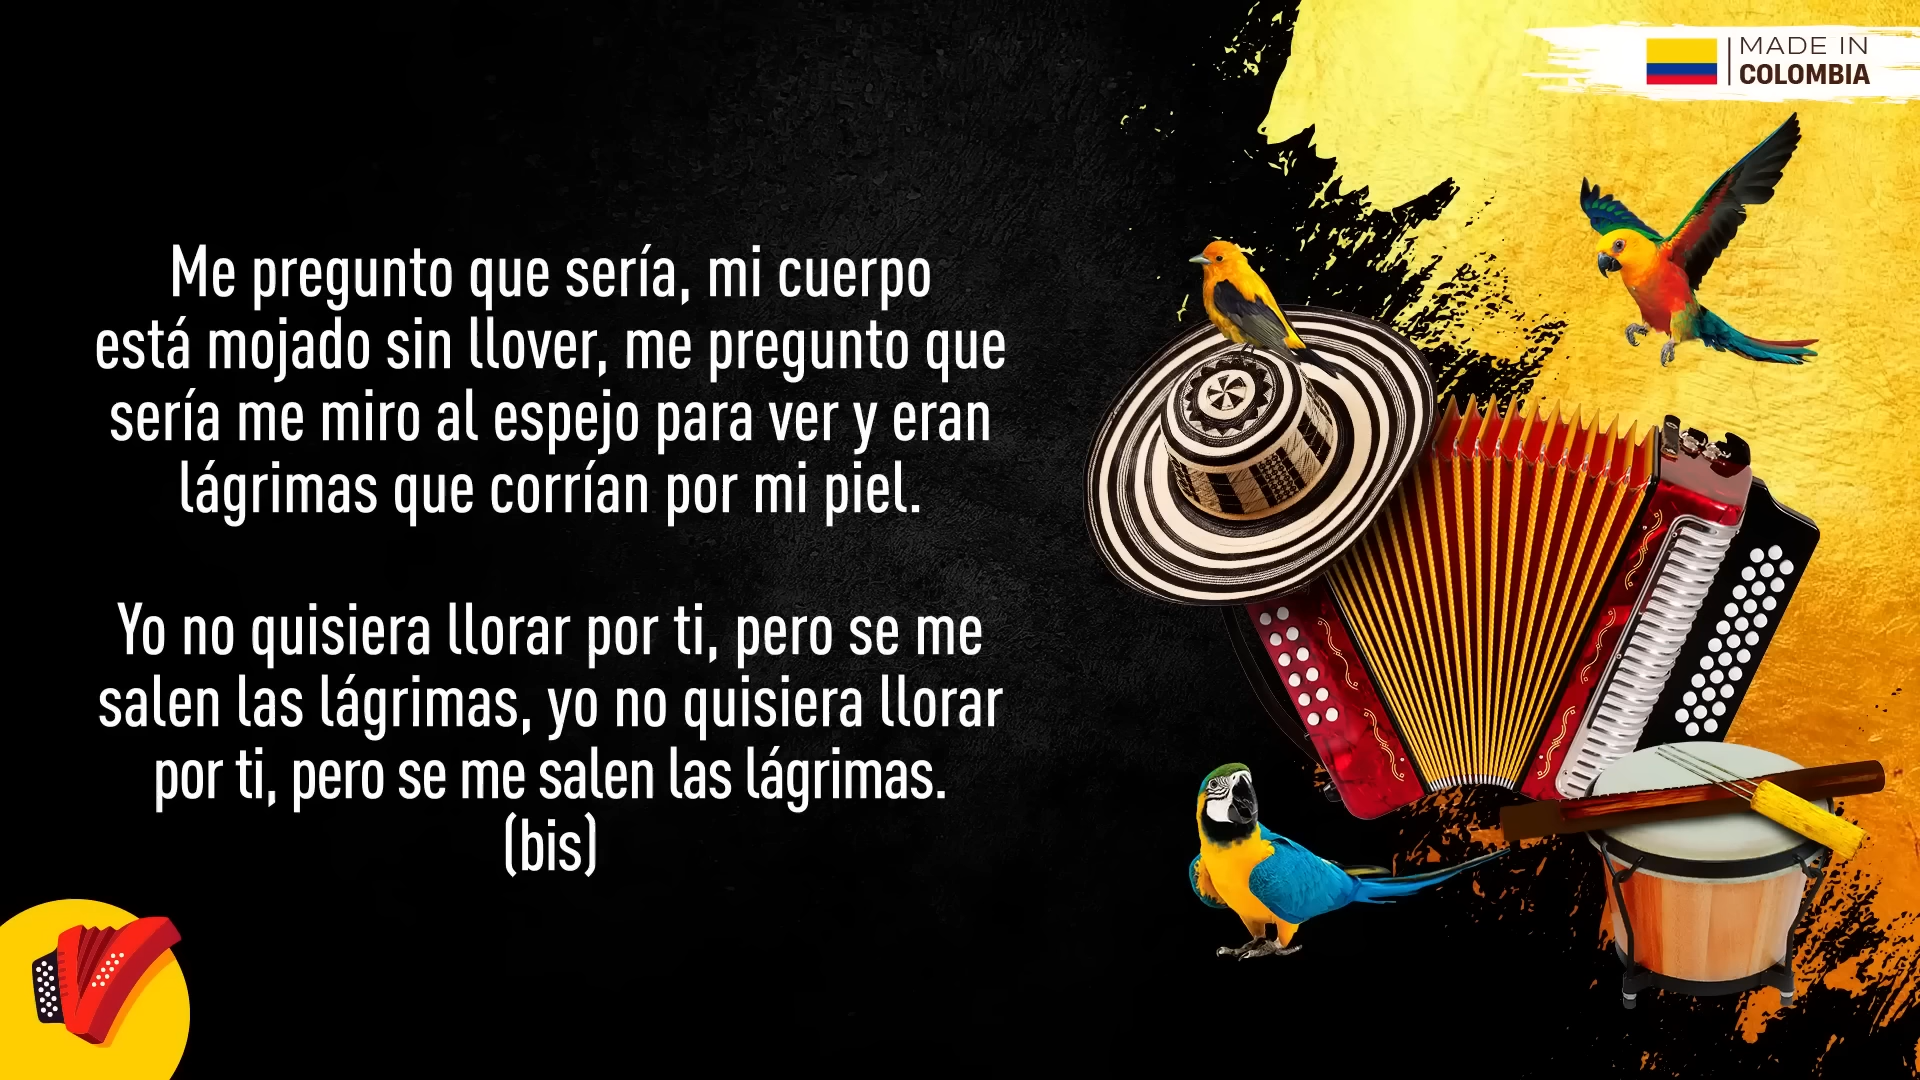 MADE IN
COLOMBIA
Me pregunto que sería, mi cuerpo
está mojado sin llover, me pregunto que
sería me miro al espejo para ver y eran
lágrimas que corrían por mi piel.
Yo no quisiera llorar por ti, pero se me
salen las lágrimas, yo no quisiera llorar
por ti, pero se me salen las lágrimas.
(bis)